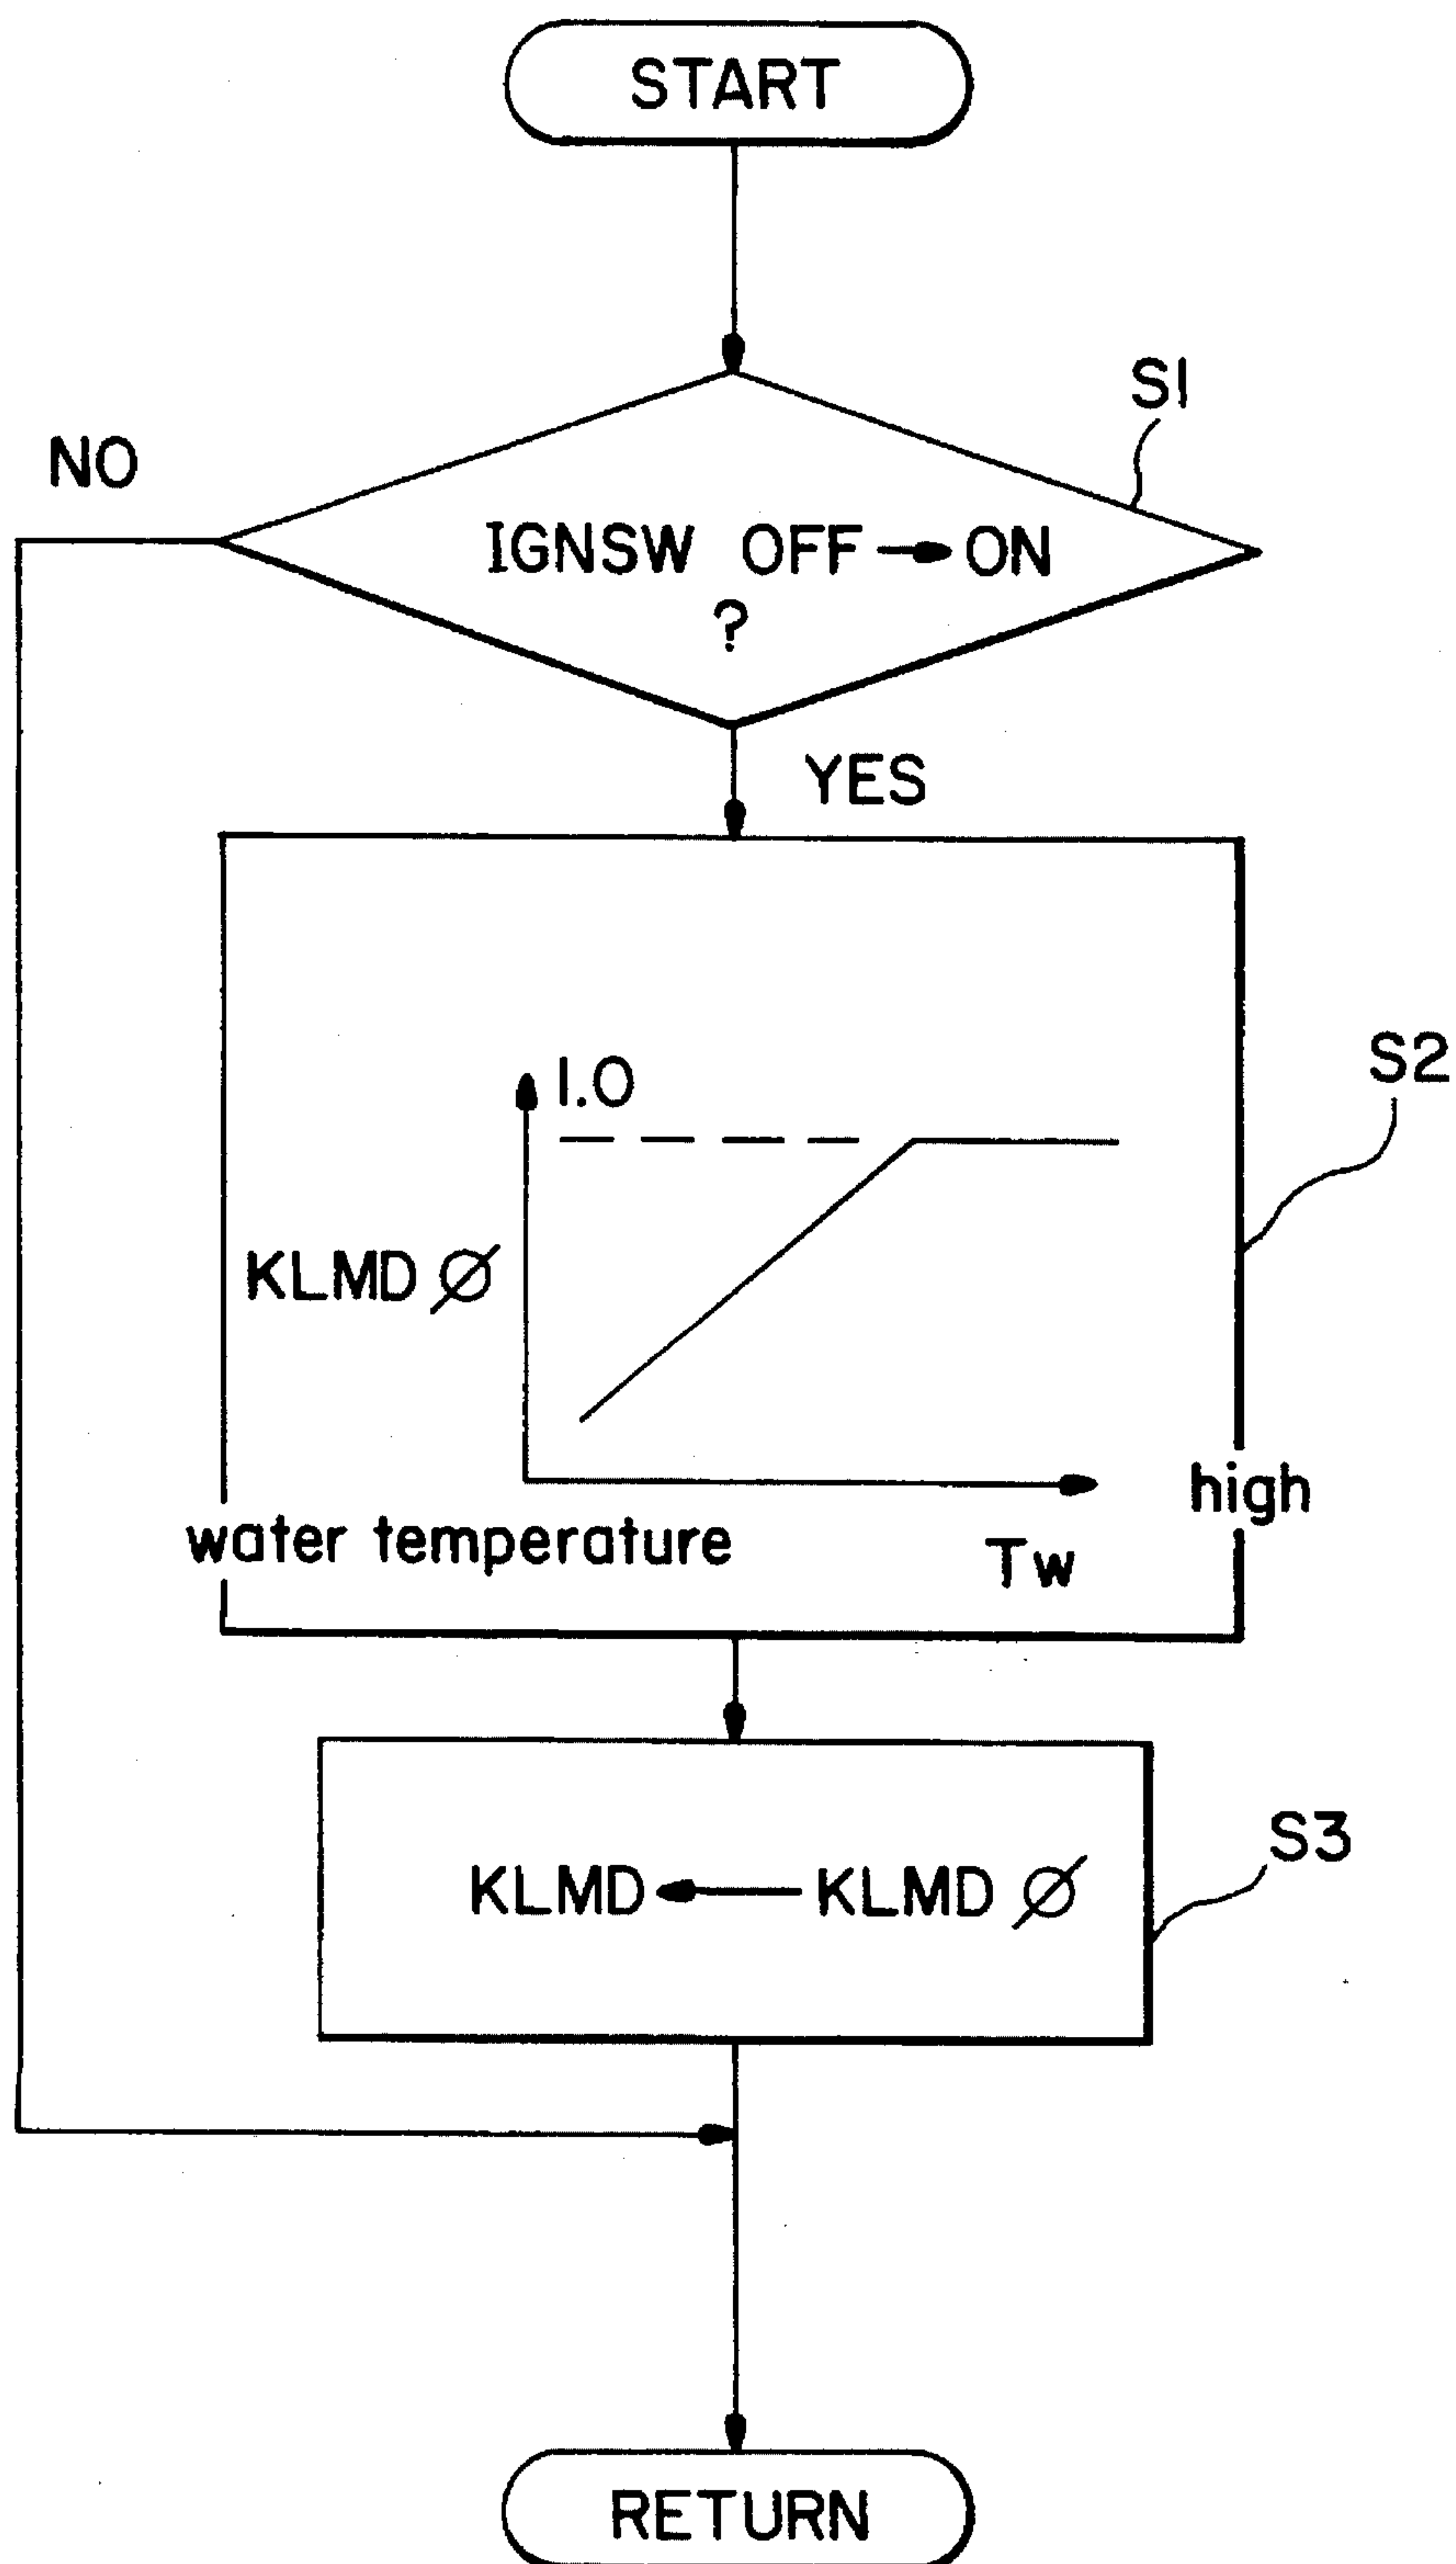 START
S1
NO
IGNSW OFF → ON
?
YES
S2
1.0
KLMD Ø
high
water temperature
Tw
S3
KLMD ← KLMD Ø
RETURN